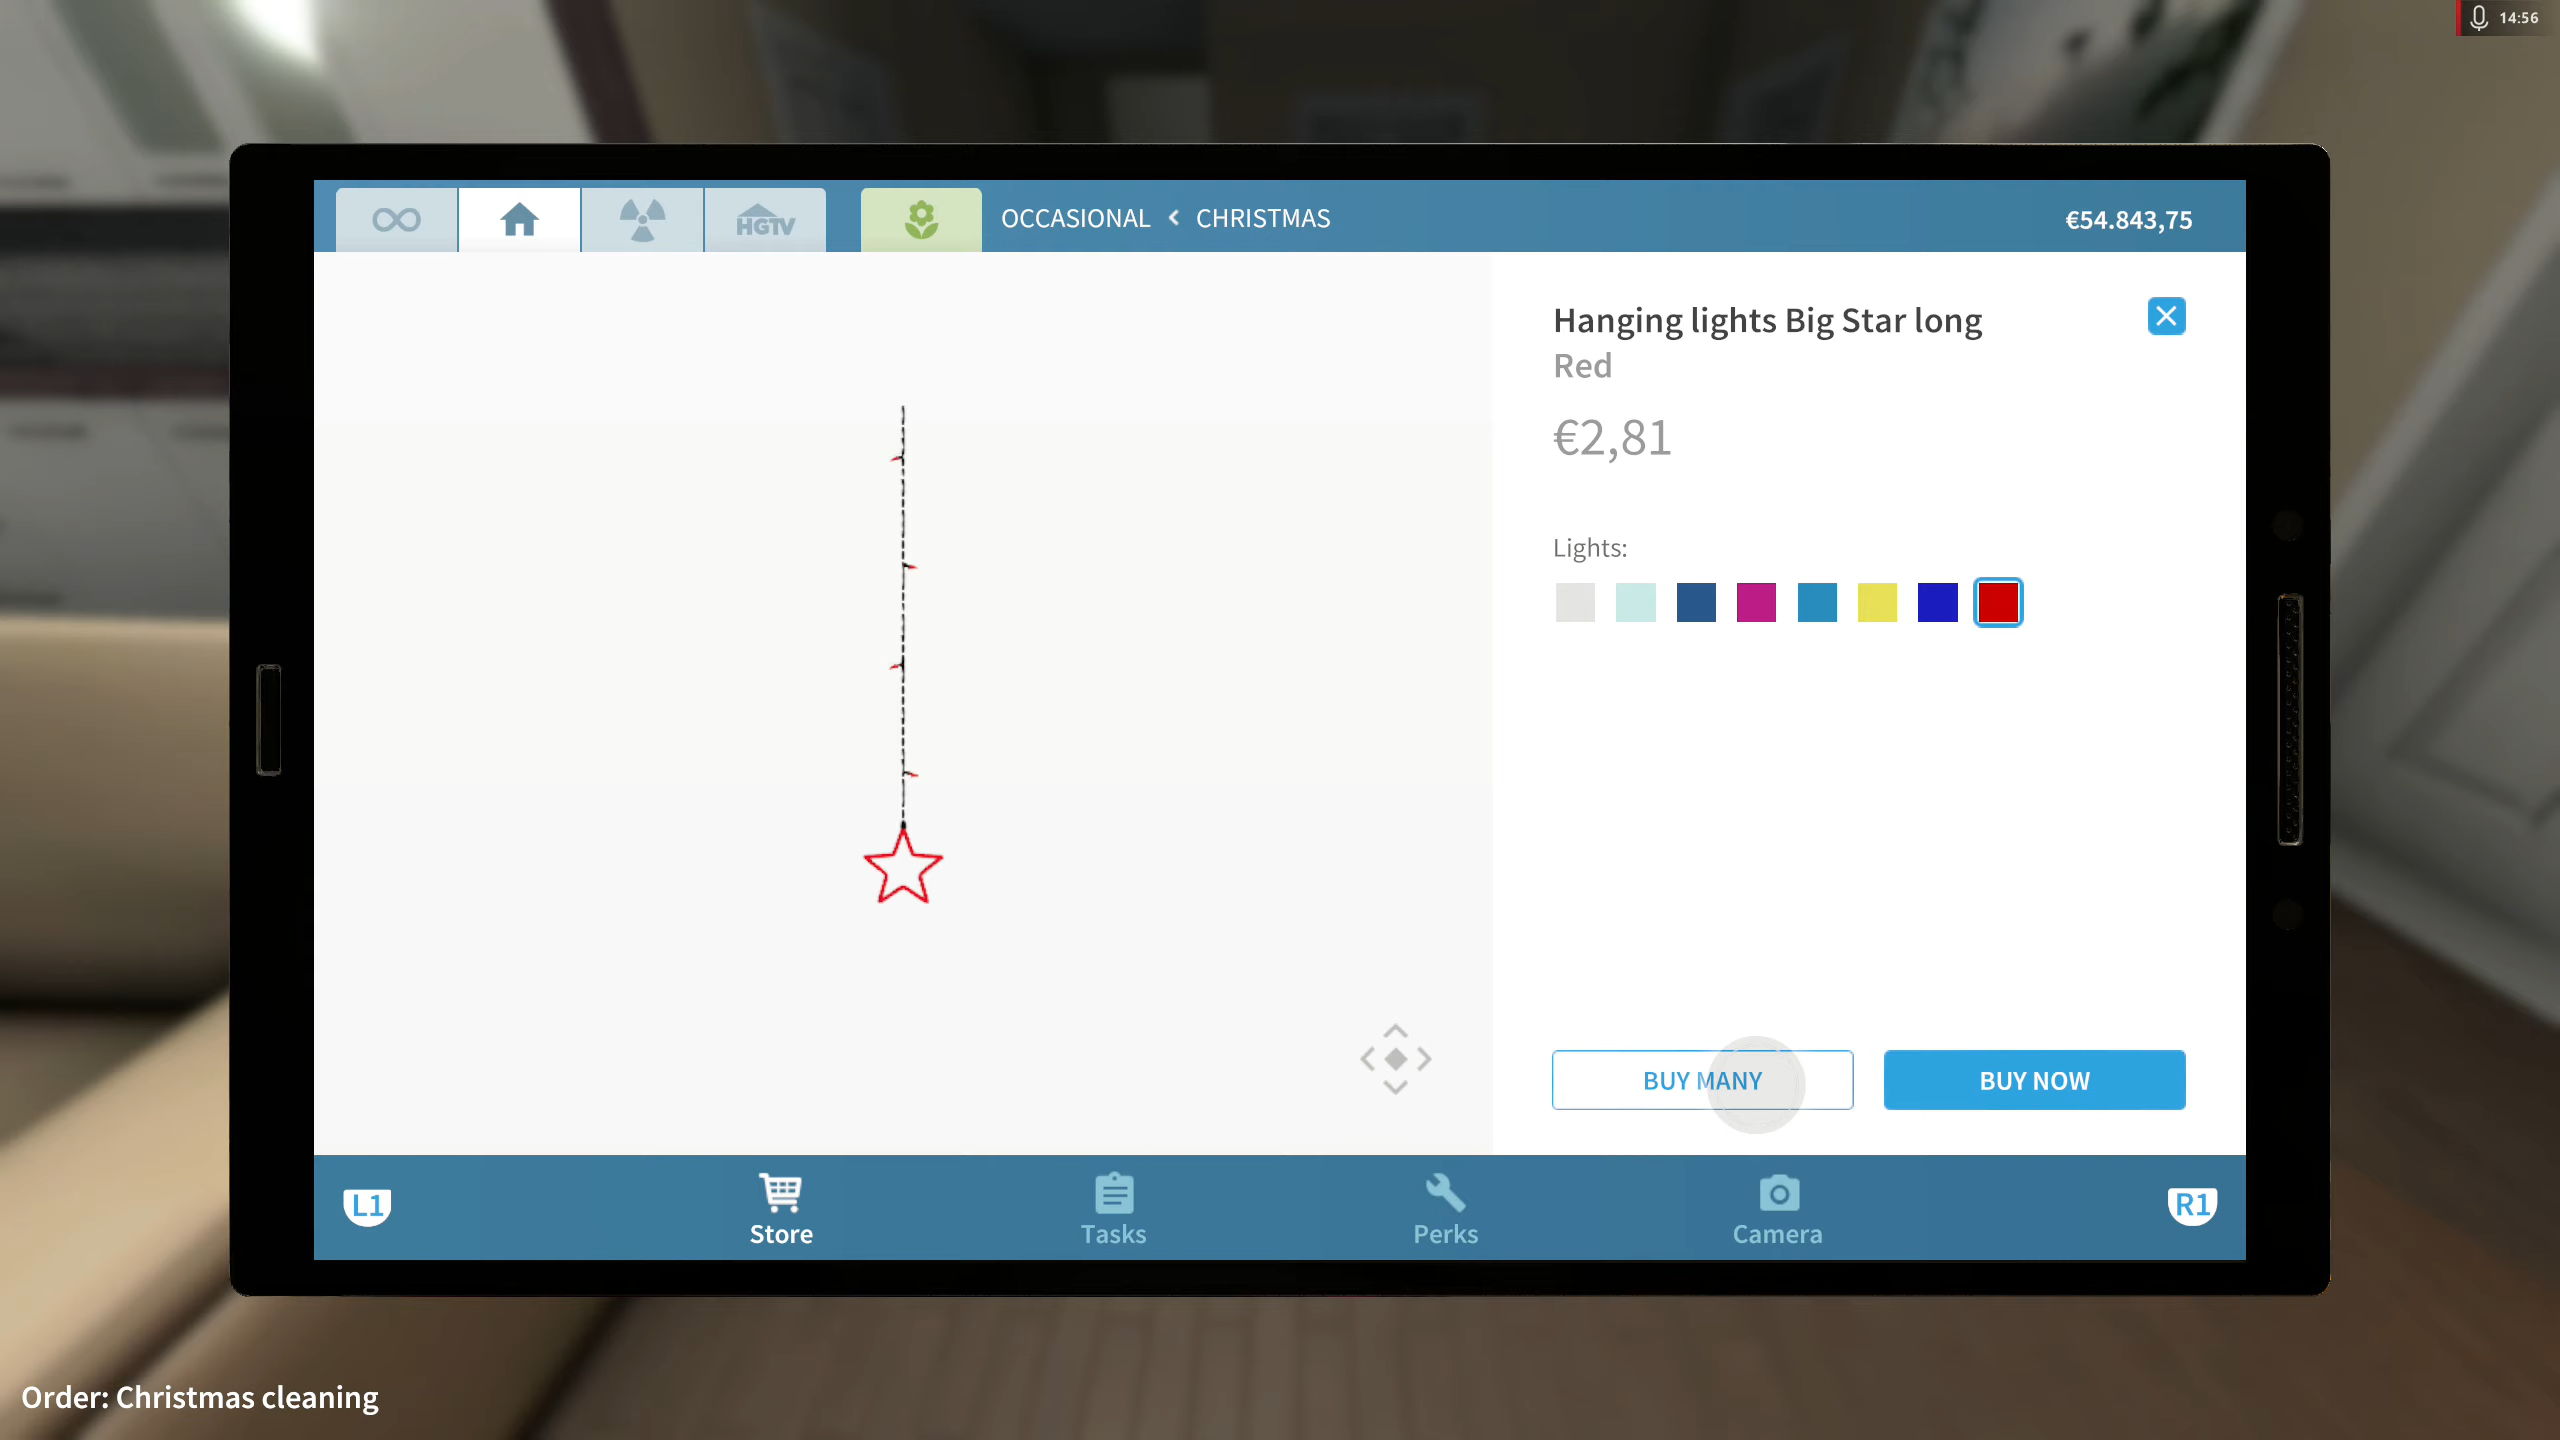 14:56
HGTV
OCCASIONAL < CHRISTMAS
€54.843,75
Hanging lights Big Star long
Red
€2,81
Lights:
BUY MANY
BUY NOW
L1
Store
Tasks
Perks
Camera
R1
Order: Christmas cleaning